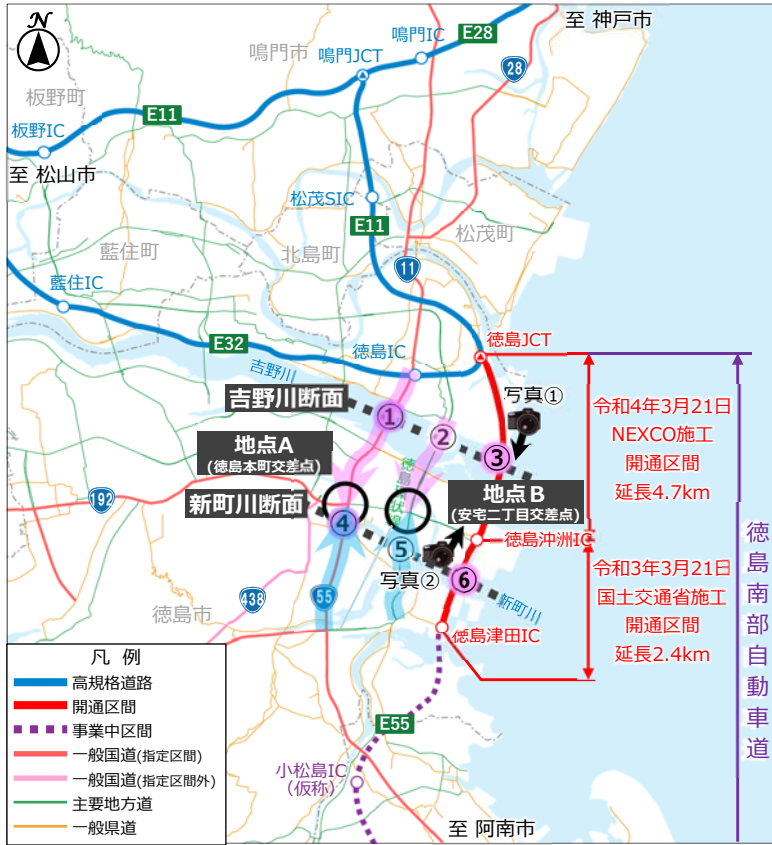 N
至 神戸市
鳴門IC
E28
鳴門市
鳴門JCT
28
板野町
E11
板野IC
至 松山市
松茂SIC
E11
松茂町
藍住町
北島町
11
藍住IC
徳島JCT
E32
徳島IC
吉野川
写真①
吉野川断面
①
②
③
令和4年3月21日
NEXCO施工
開通区間
延長4.7km
地点A
(徳島本町交差点)
徳島
地点B
(安宅二丁目交差点)
192
新町川断面
④
⑤
徳島沖洲IC
写真②
⑥
新町川
438
55
徳島市
徳島津田IC
令和3年3月21日
国土交通省施工
開通区間
延長2.4km
徳島南部自動車道
凡 例
高規格道路
開通区間
事業中区間
一般国道(指定区間)
一般国道(指定区間外)
主要地方道
一般県道
E55
小松島IC
(仮称)
至 阿南市